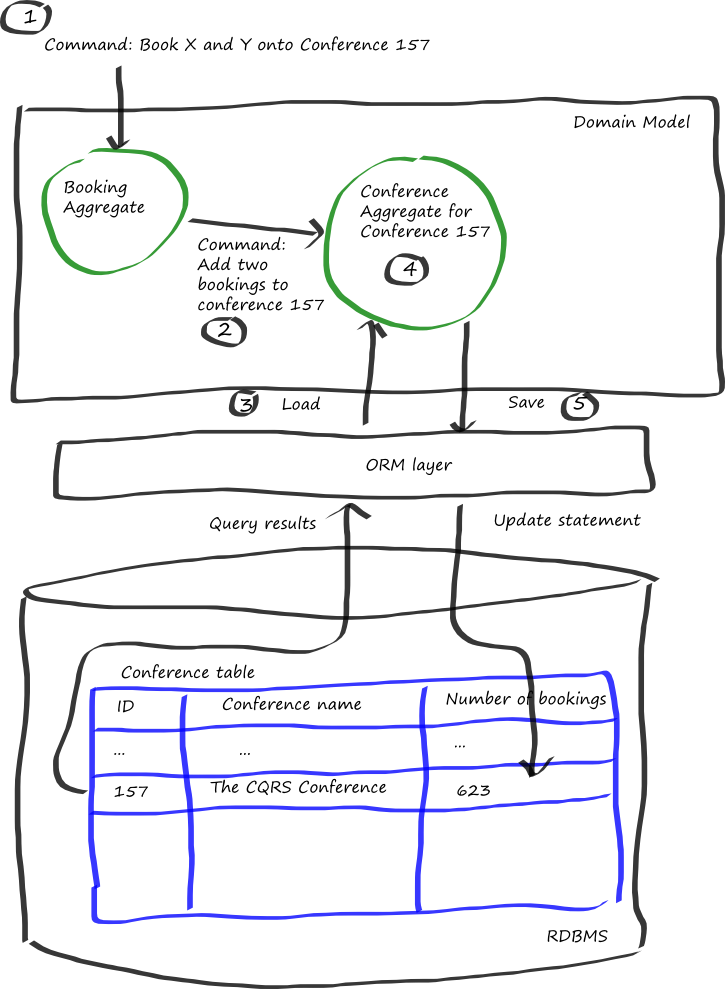 1
Command: Book X and Y onto Conference 157
Domain Model
Booking
Aggregate
Conference
Aggregate for
Conference 157
4
Command:
Add two
bookings to
conference 157
2
3
Load
Save
5
ORM layer
Query results
Update statement
Conference table
ID
Conference name
Number of bookings
...
...
...
157
The CQRS Conference
623
RDBMS